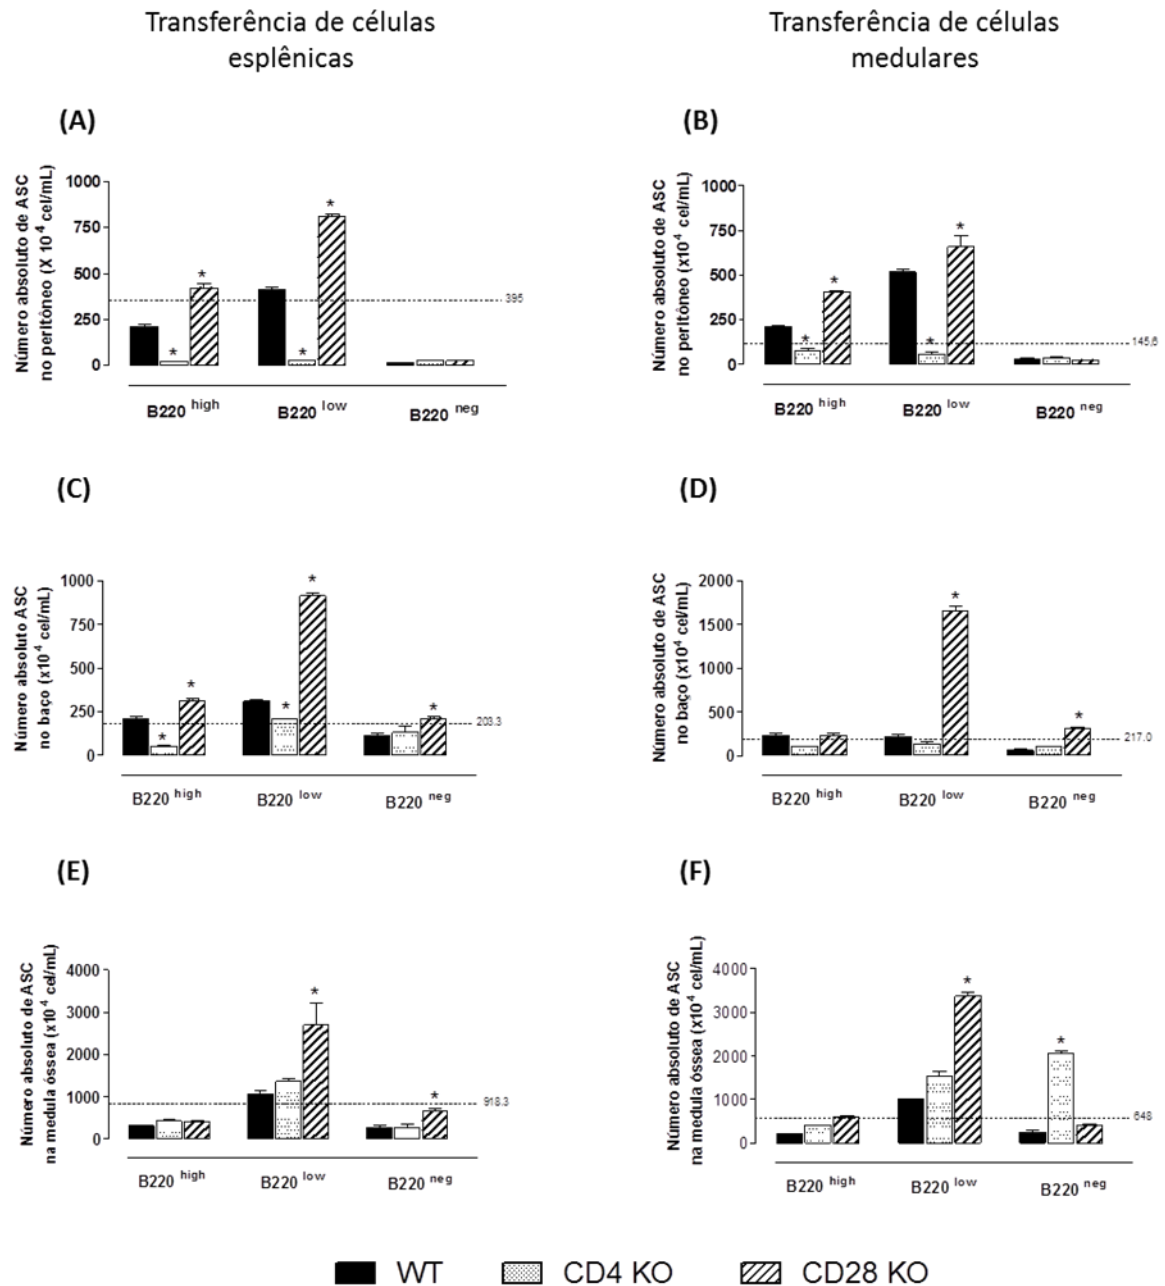 Transferência de células
esplênicas
Transferência de células
medulares
(A)
Número absoluto de ASC
no peritôneo (X 10⁴ cel/mL)
1000
750
500
250
0
*
*
*
*
395
B220 high
B220 low
B220 neg
(B)
Número absoluto de ASC
no peritôneo (x10⁴ cel/mL)
1000
750
500
250
0
*
*
*
*
145,6
B220 high
B220 low
B220 neg
(C)
Número absoluto ASC
no baço (x10⁴ cel/mL)
1000
750
500
250
0
*
*
*
*
*
203.3
B220 high
B220 low
B220 neg
(D)
Número absoluto de ASC
no baço (x10⁴ cel/mL)
2000
1500
1000
500
0
*
*
217.0
B220 high
B220 low
B220 neg
(E)
Número absoluto de ASC
na medula óssea (x10⁴ cel/mL)
4000
3000
2000
1000
0
*
*
918.3
B220 high
B220 low
B220 neg
(F)
Número absoluto de ASC
na medula óssea (x10⁴ cel/mL)
4000
3000
2000
1000
0
*
*
648
B220 high
B220 low
B220 neg
WT CD4 KO CD28 KO